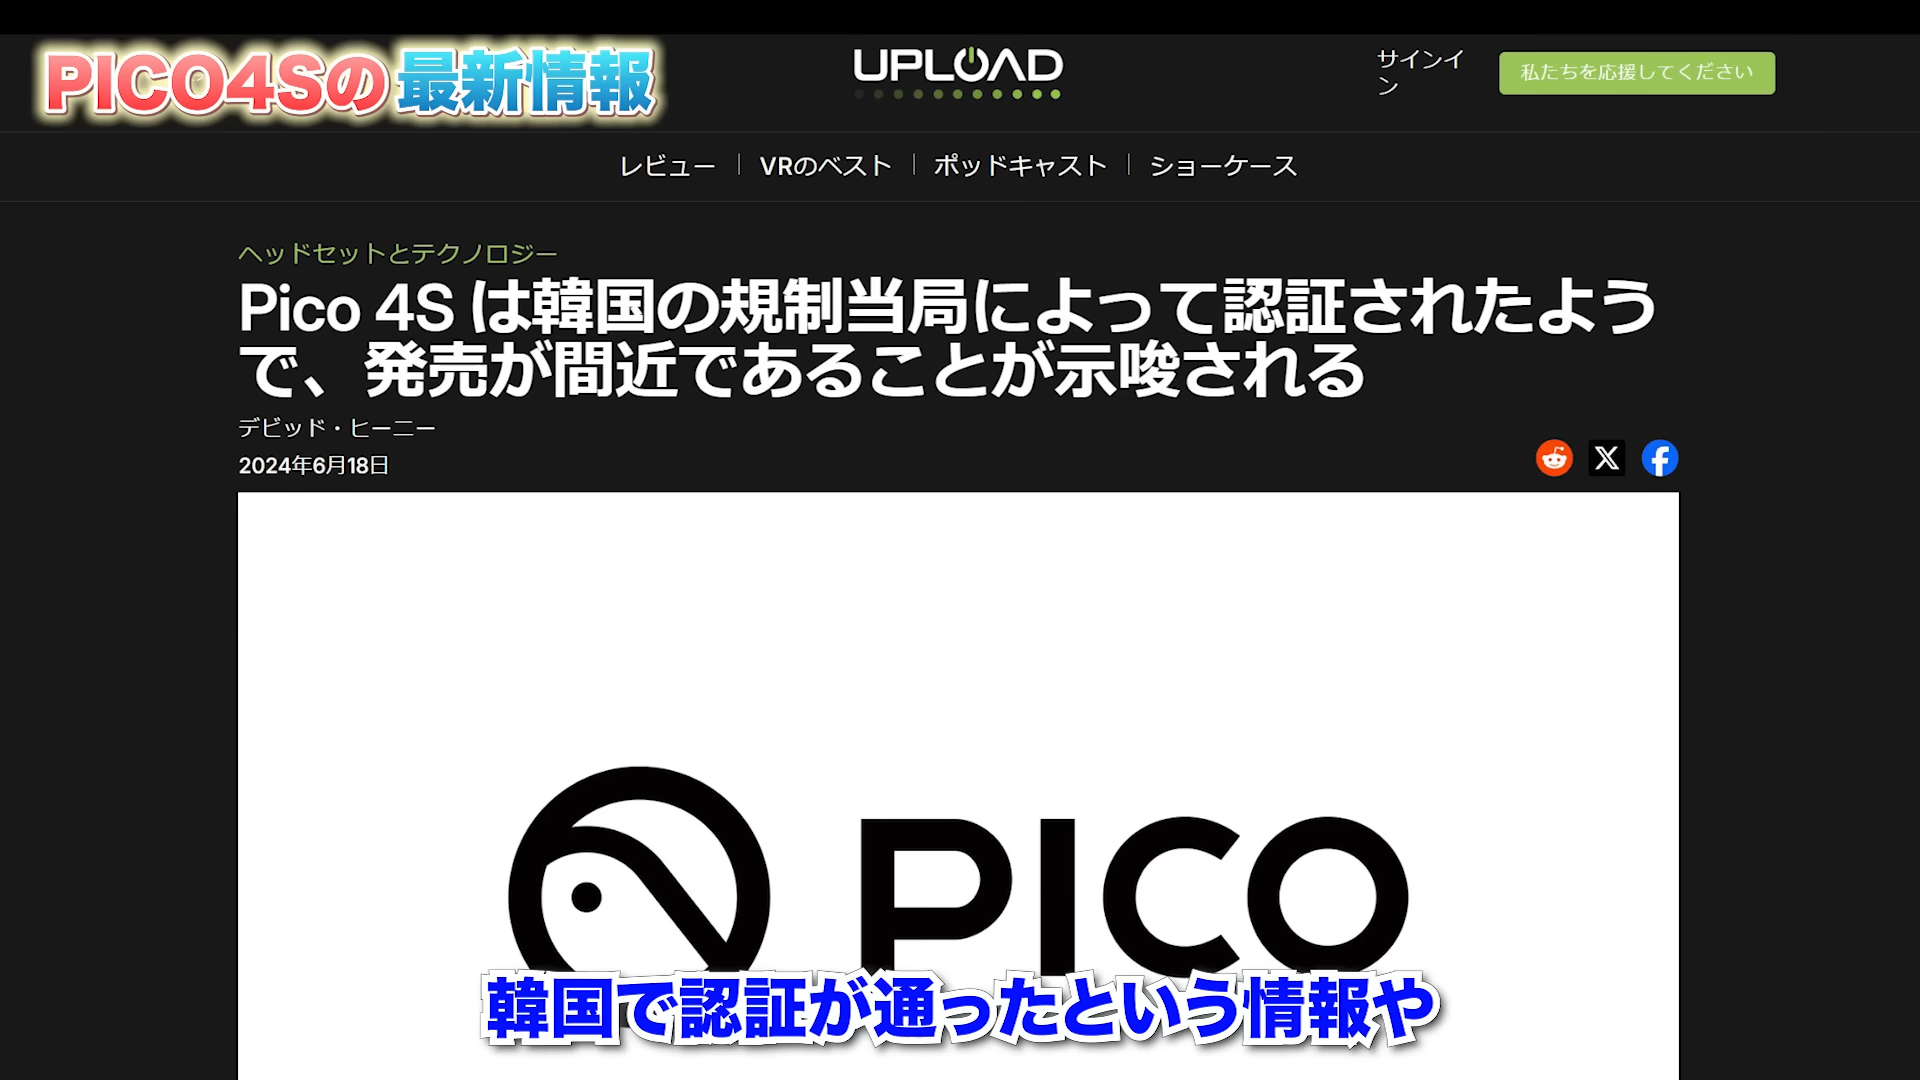 PICO4Sの最新情報
UPLOAD
サインイ
ン
私たちを応援してください
レビュー
VRのベスト
ポッドキャスト
ショーケース
ヘッドセットとテクノロジー
Pico 4S は韓国の規制当局によって認証されたよう
で、発売が間近であることが示唆される
デビッド・ヒーニー
2024年6月18日
PICO
韓国で認証が通ったという情報や